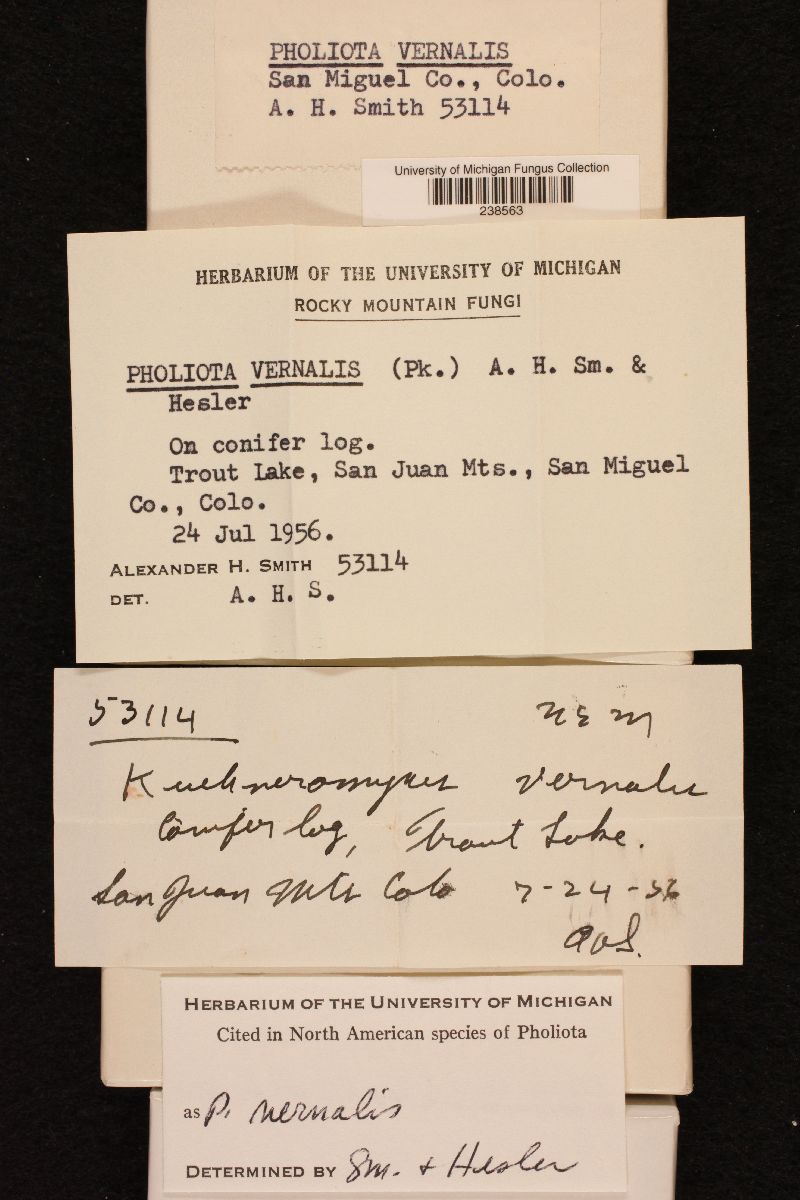 PHOLIOTA VERNALIS
San Miguel Co., Colo.
A. H. Smith 53114
University of Michigan Fungus Collection
238563
HERBARIUM OF THE UNIVERSITY OF MICHIGAN
ROCKY MOUNTAIN FUNGI
PHOLIOTA VERNALIS (Pk.) A. H. Sm. &
Hesler
On conifer log.
Trout Lake, San Juan Mts., San Miguel
Co., Colo.
24 Jul 1956.
ALEXANDER H. SMITH 53114
DET. A. H. S.
53114
Kuehneromyces vernalis
Conifer log, Trout Lake.
San Juan Mts Colo 7-24-56
HERBARIUM OF THE UNIVERSITY OF MICHIGAN
Cited in North American species of Pholiota
as P. vernalis
DETERMINED BY Sm. + Hesler